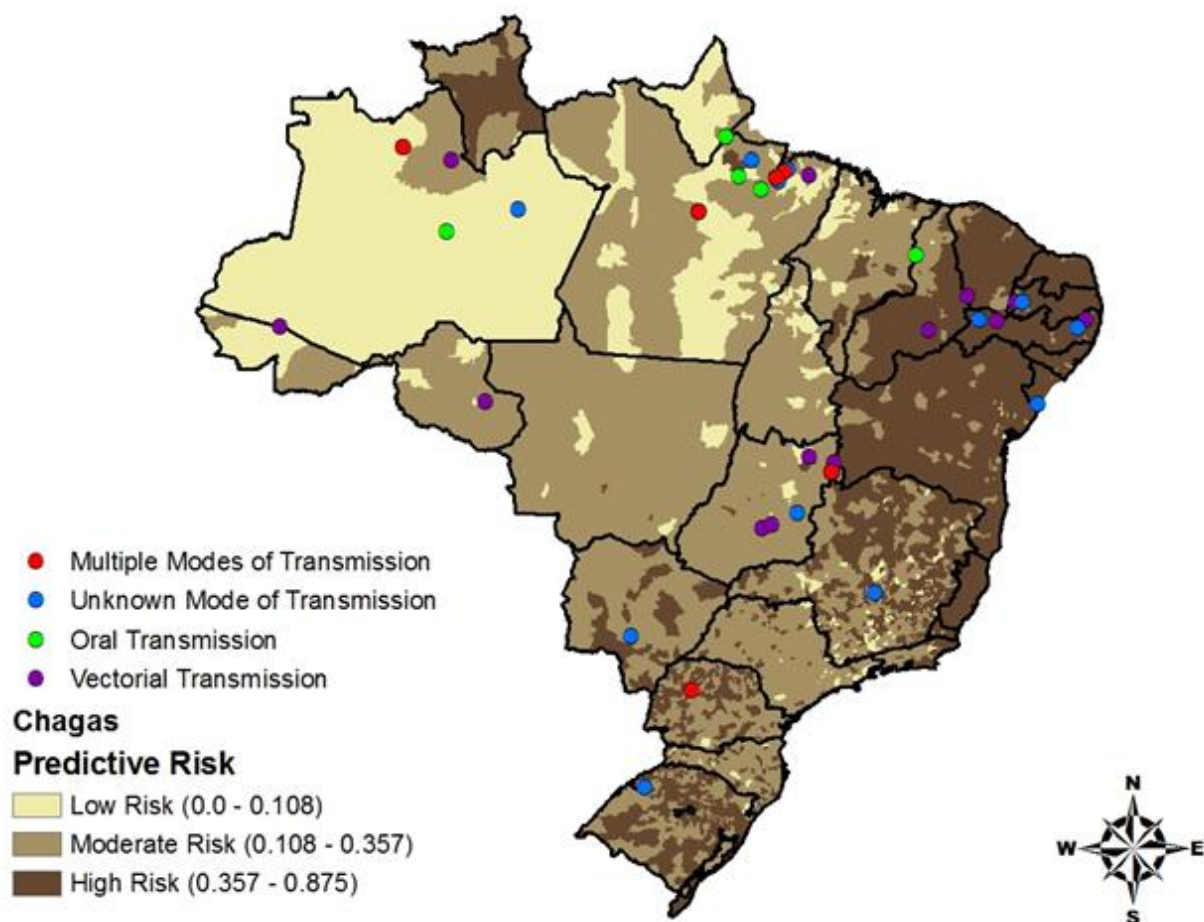 Multiple Modes of Transmission
Unknown Mode of Transmission
Oral Transmission
Vectorial Transmission
Chagas
Predictive Risk
Low Risk (0.0 - 0.108)
Moderate Risk (0.108 - 0.357)
High Risk (0.357 - 0.875)
N
W E
S